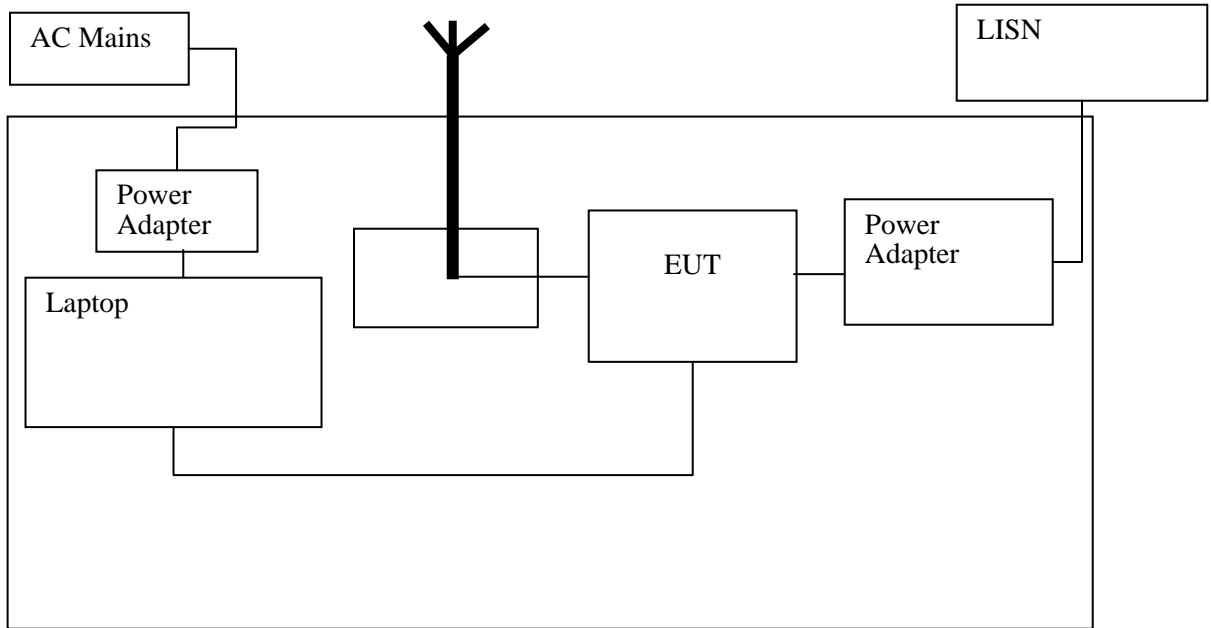 AC Mains
LISN
Power
Adapter
Laptop
EUT
Power
Adapter